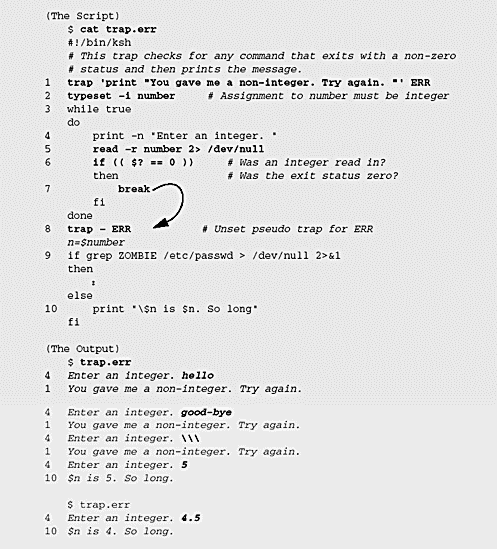 (The Script)
$ cat trap.err
#!/bin/ksh
# This trap checks for any command that exits with a non-zero
# status and then prints the message.
1 trap 'print "You gave me a non-integer. Try again. "' ERR
2 typeset -i number # Assignment to number must be integer
3 while true
do
4 print -n "Enter an integer. "
5 read -r number 2> /dev/null
6 if (( $? == 0 )) # Was an integer read in?
then # Was the exit status zero?
7 break
fi
done
8 trap - ERR # Unset pseudo trap for ERR
n=$number
9 if grep ZOMBIE /etc/passwd > /dev/null 2>&1
then
:
else
10 print "\$n is $n. So long"
fi
(The Output)
$ trap.err
4 Enter an integer. hello
1 You gave me a non-integer. Try again.
4 Enter an integer. good-bye
1 You gave me a non-integer. Try again.
4 Enter an integer. \\\
1 You gave me a non-integer. Try again.
4 Enter an integer. 5
10 $n is 5. So long.
$ trap.err
4 Enter an integer. 4.5
10 $n is 4. So long.